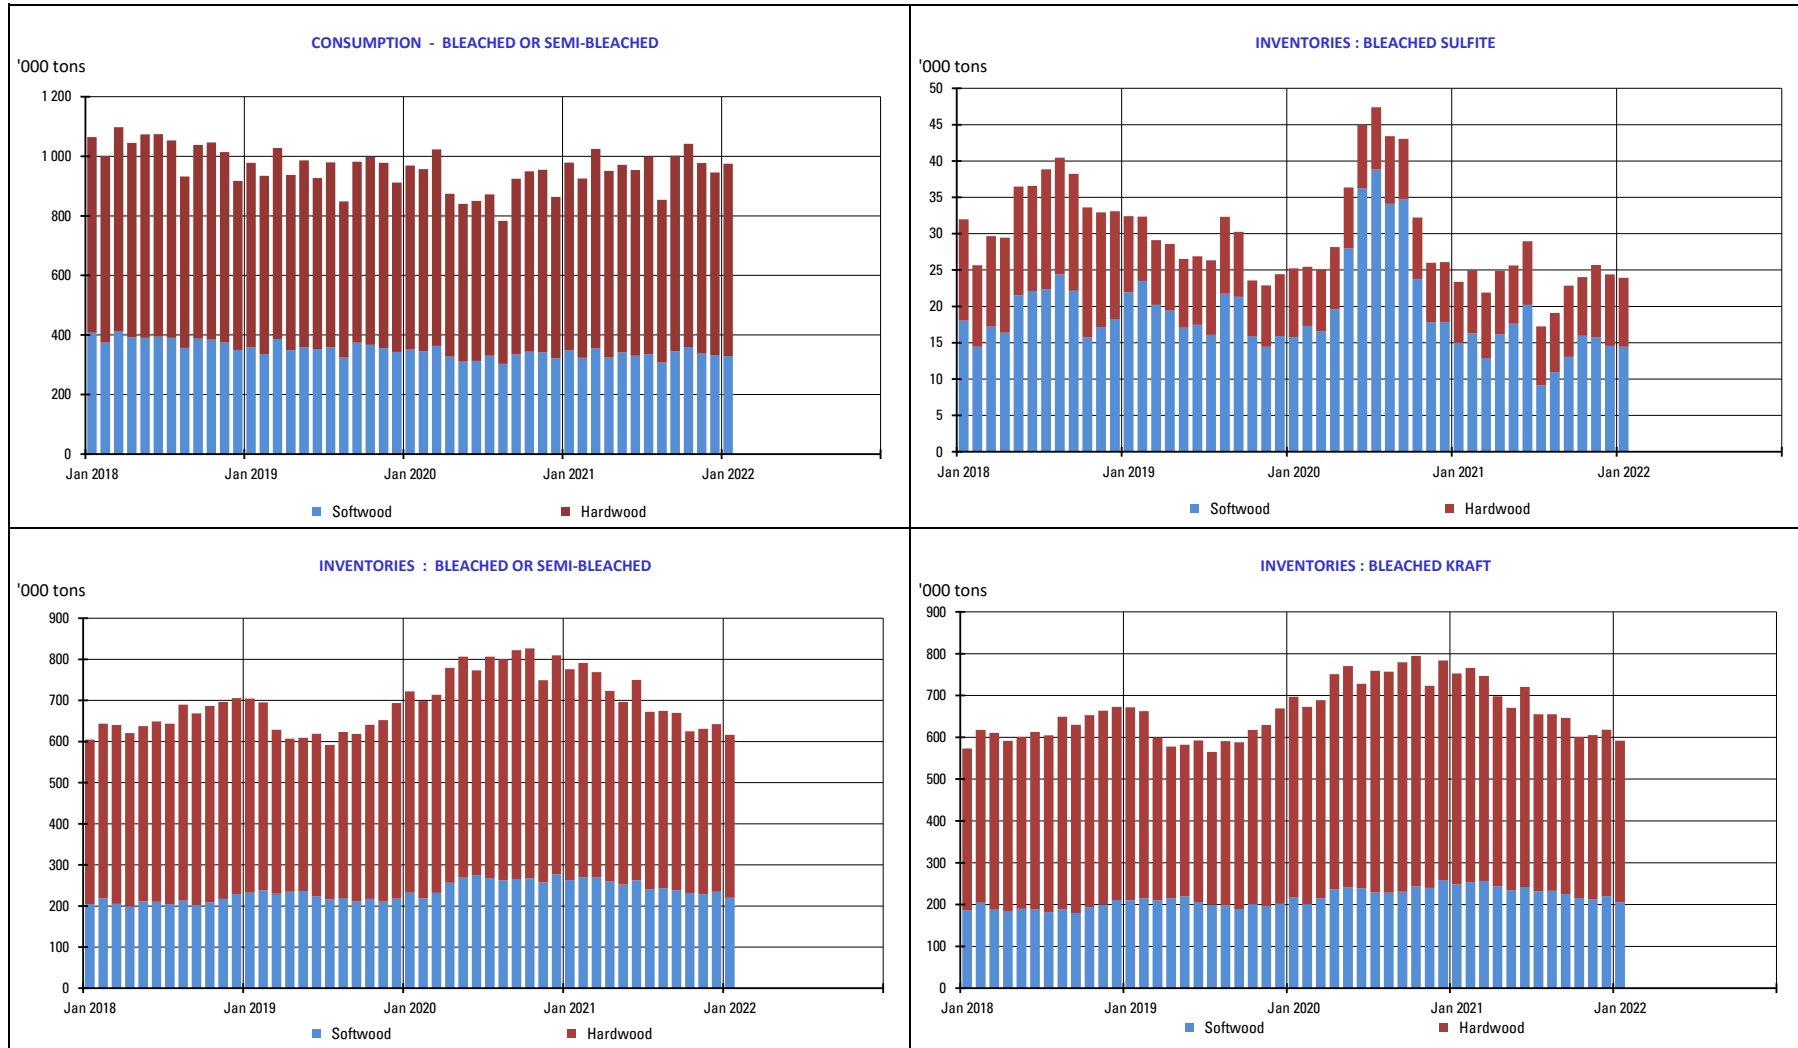 CONSUMPTION - BLEACHED OR SEMI-BLEACHED
'000 tons
1 200
1 000
800
600
400
200
0
Jan 2018 Jan 2019 Jan 2020 Jan 2021 Jan 2022
Softwood Hardwood
INVENTORIES : BLEACHED SULFITE
'000 tons
50
45
40
35
30
25
20
15
10
5
0
Jan 2018 Jan 2019 Jan 2020 Jan 2021 Jan 2022
Softwood Hardwood
INVENTORIES : BLEACHED OR SEMI-BLEACHED
'000 tons
900
800
700
600
500
400
300
200
100
0
Jan 2018 Jan 2019 Jan 2020 Jan 2021 Jan 2022
Softwood Hardwood
INVENTORIES : BLEACHED KRAFT
'000 tons
900
800
700
600
500
400
300
200
100
0
Jan 2018 Jan 2019 Jan 2020 Jan 2021 Jan 2022
Softwood Hardwood